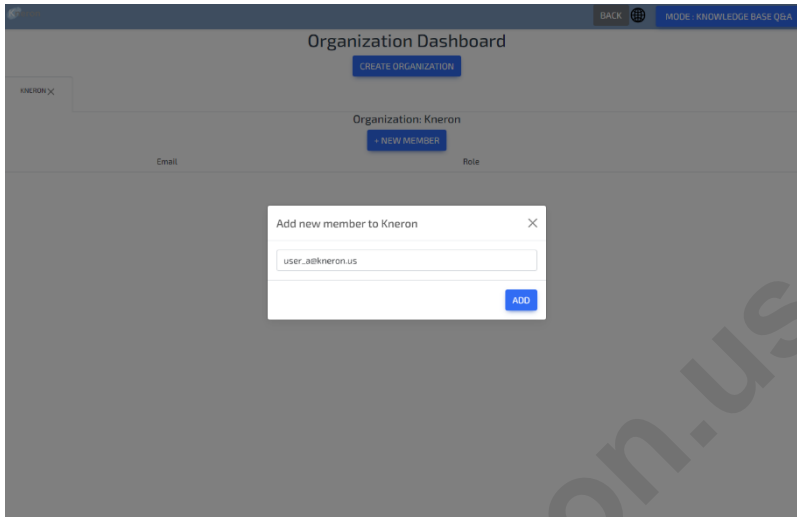 BACK
MODE : KNOWLEDGE BASE Q&A
Organization Dashboard
CREATE ORGANIZATION
KNERON
Organization: Kneron
+ NEW MEMBER
Email Role
Add new member to Kneron
user_a@kneron.us
ADD
on.us